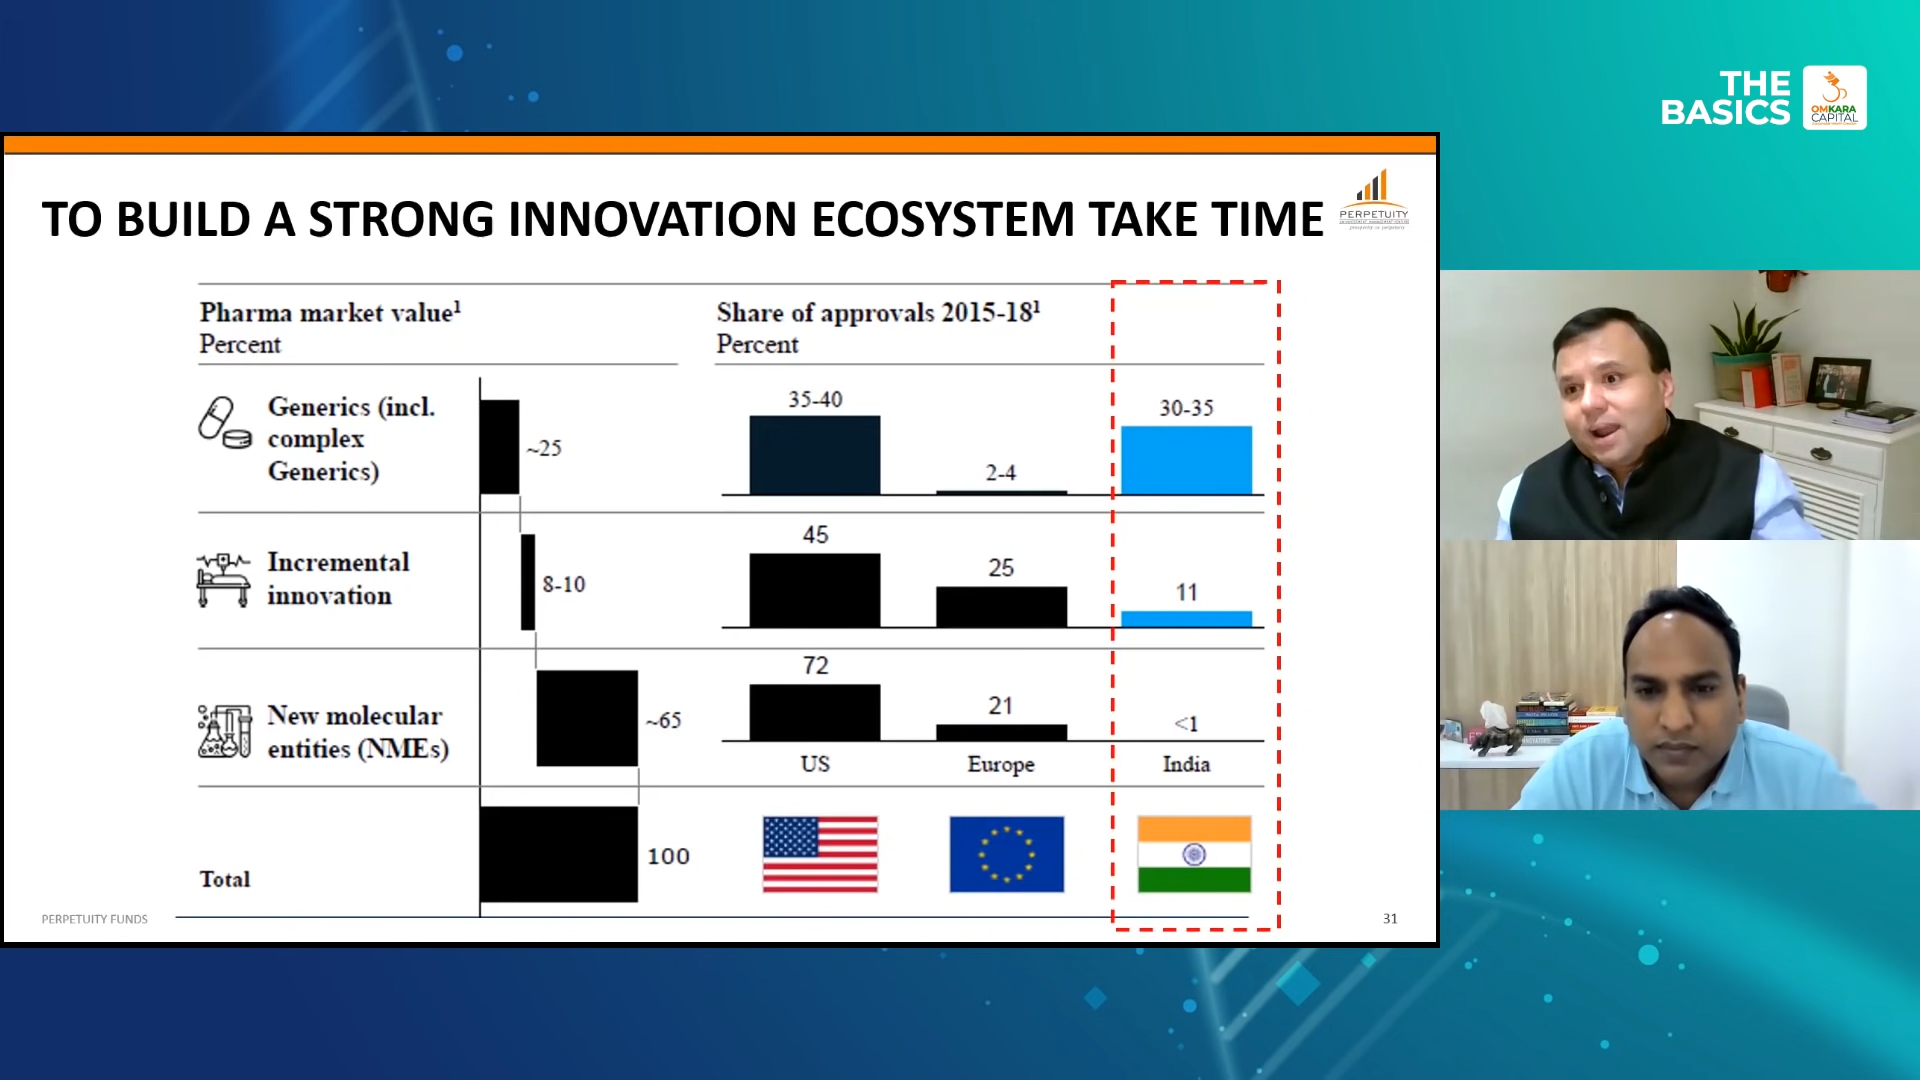 THE
BASICS
OMKARA
CAPITAL
TO BUILD A STRONG INNOVATION ECOSYSTEM TAKE TIME
PERPETUITY
Pharma market value¹
Percent
Share of approvals 2015-18¹
Percent
Generics (incl.
complex
Generics)
~25
35-40
2-4
30-35
Incremental
innovation
8-10
45
25
11
New molecular
entities (NMEs)
~65
72
21
<1
US
Europe
India
Total
100
PERPETUITY FUNDS
31